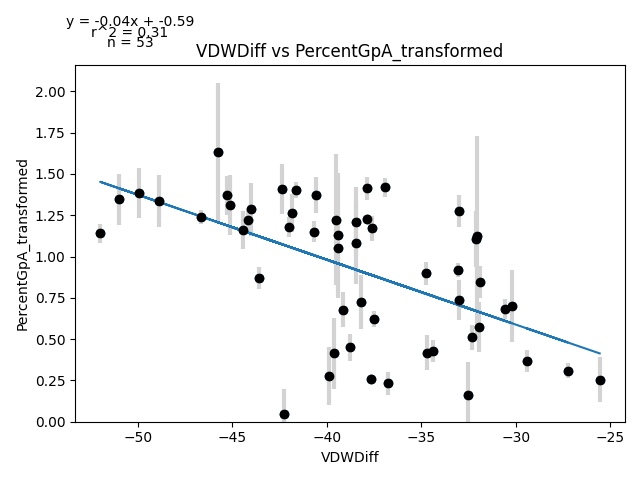 y = -0.04x + -0.59
r^2 = 0.31
n = 53
VDWDiff vs PercentGpA_transformed
PercentGpA_transformed
2.00
1.75
1.50
1.25
1.00
0.75
0.50
0.25
0.00
−50
−45
−40
−35
−30
−25
VDWDiff